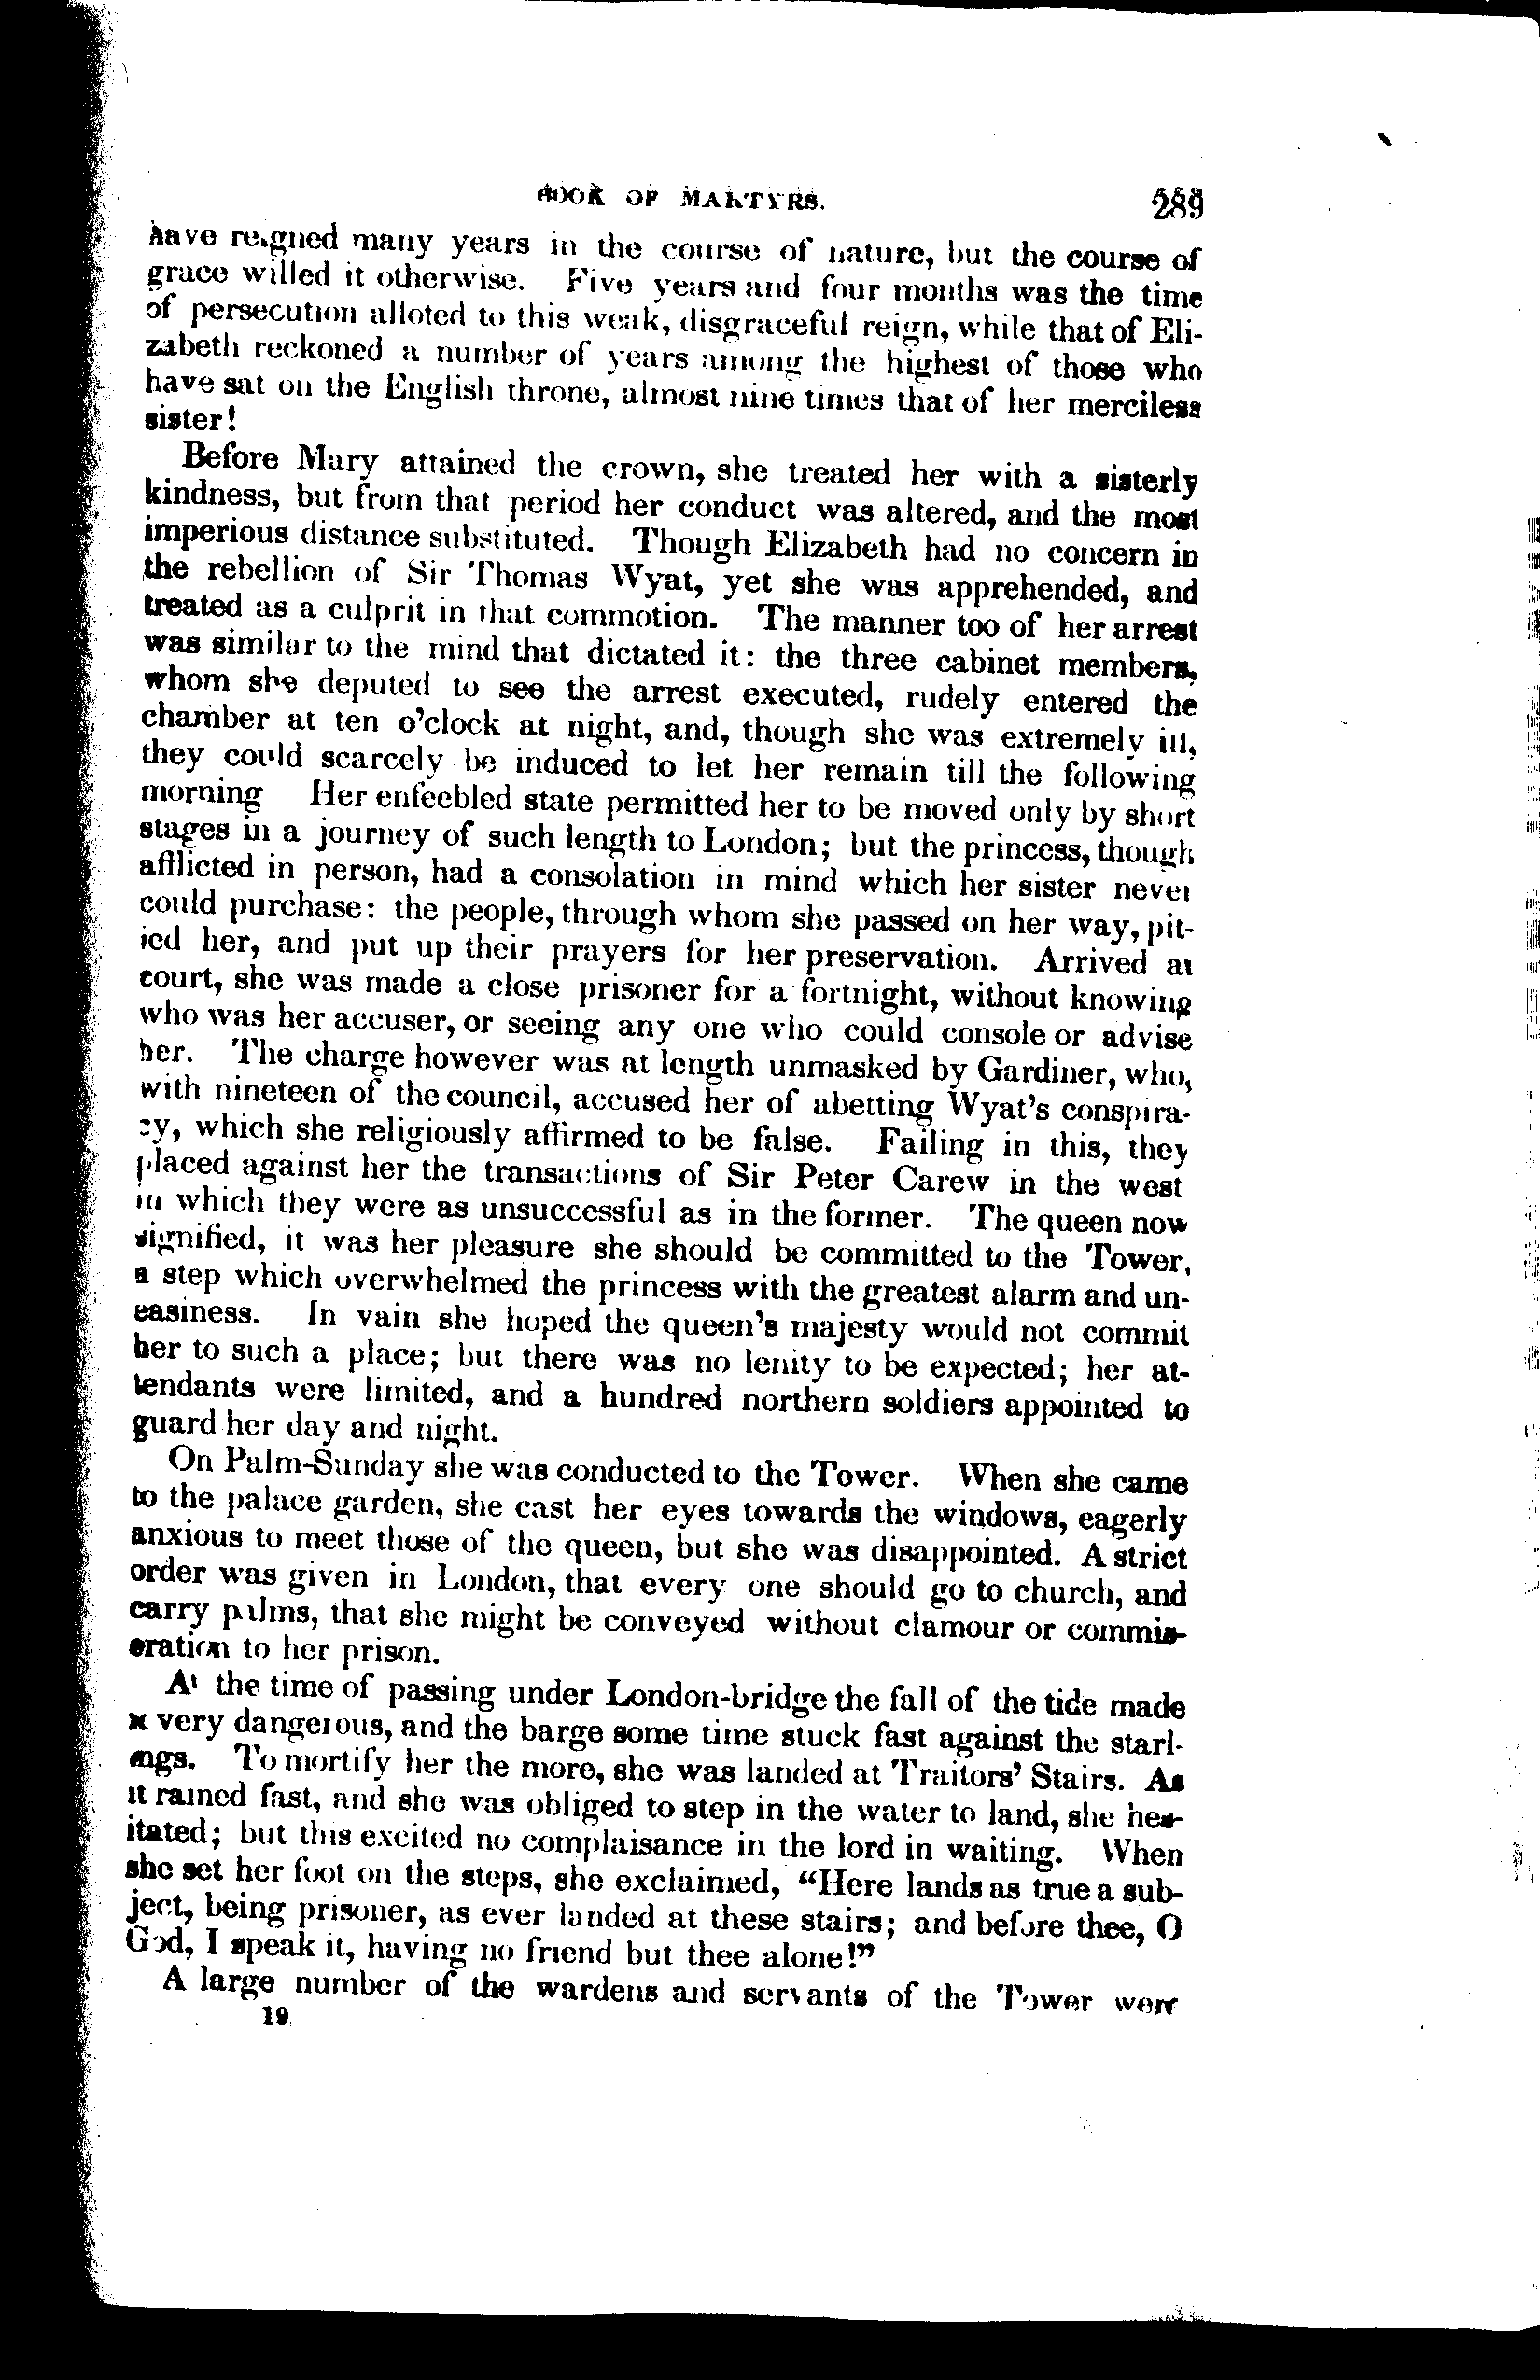 BOOK OF MARTYRS. 289
have reigned many years in the course of nature, but the course of
grace willed it otherwise. Five years and four months was the time
of persecution alloted to this weak, disgraceful reign, while that of Eli-
zabeth reckoned a number of years among the highest of those who
have sat on the English throne, almost nine times that of her merciless
sister!
Before Mary attained the crown, she treated her with a sisterly
kindness, but from that period her conduct was altered, and the most
imperious distance substituted. Though Elizabeth had no concern in
the rebellion of Sir Thomas Wyat, yet she was apprehended, and
treated as a culprit in that commotion. The manner too of her arrest
was similar to the mind that dictated it: the three cabinet members,
whom she deputed to see the arrest executed, rudely entered the
chamber at ten o'clock at night, and, though she was extremely ill,
they could scarcely be induced to let her remain till the following
morning Her enfeebled state permitted her to be moved only by short
stages in a journey of such length to London; but the princess, though
afflicted in person, had a consolation in mind which her sister never
could purchase: the people, through whom she passed on her way, pit-
ied her, and put up their prayers for her preservation. Arrived at
court, she was made a close prisoner for a fortnight, without knowing
who was her accuser, or seeing any one who could console or advise
her. The charge however was at length unmasked by Gardiner, who,
with nineteen of the council, accused her of abetting Wyat's conspira-
cy, which she religiously affirmed to be false. Failing in this, they
placed against her the transactions of Sir Peter Carew in the west
in which they were as unsuccessful as in the former. The queen now
signified, it was her pleasure she should be committed to the Tower,
a step which overwhelmed the princess with the greatest alarm and un-
easiness. In vain she hoped the queen's majesty would not commit
her to such a place; but there was no lenity to be expected; her at-
tendants were limited, and a hundred northern soldiers appointed to
guard her day and night.
On Palm-Sunday she was conducted to the Tower. When she came
to the palace garden, she cast her eyes towards the windows, eagerly
anxious to meet those of the queen, but she was disappointed. A strict
order was given in London, that every one should go to church, and
carry palms, that she might be conveyed without clamour or commis-
eration to her prison.
At the time of passing under London-bridge the fall of the tide made
it very dangerous, and the barge some time stuck fast against the starl-
ings. To mortify her the more, she was landed at Traitors' Stairs. As
it rained fast, and she was obliged to step in the water to land, she hes-
itated; but this excited no complaisance in the lord in waiting. When
she set her foot on the steps, she exclaimed, "Here lands as true a sub-
ject, being prisoner, as ever landed at these stairs; and before thee, O
God, I speak it, having no friend but thee alone!"
A large number of the wardens and servants of the Tower were
19